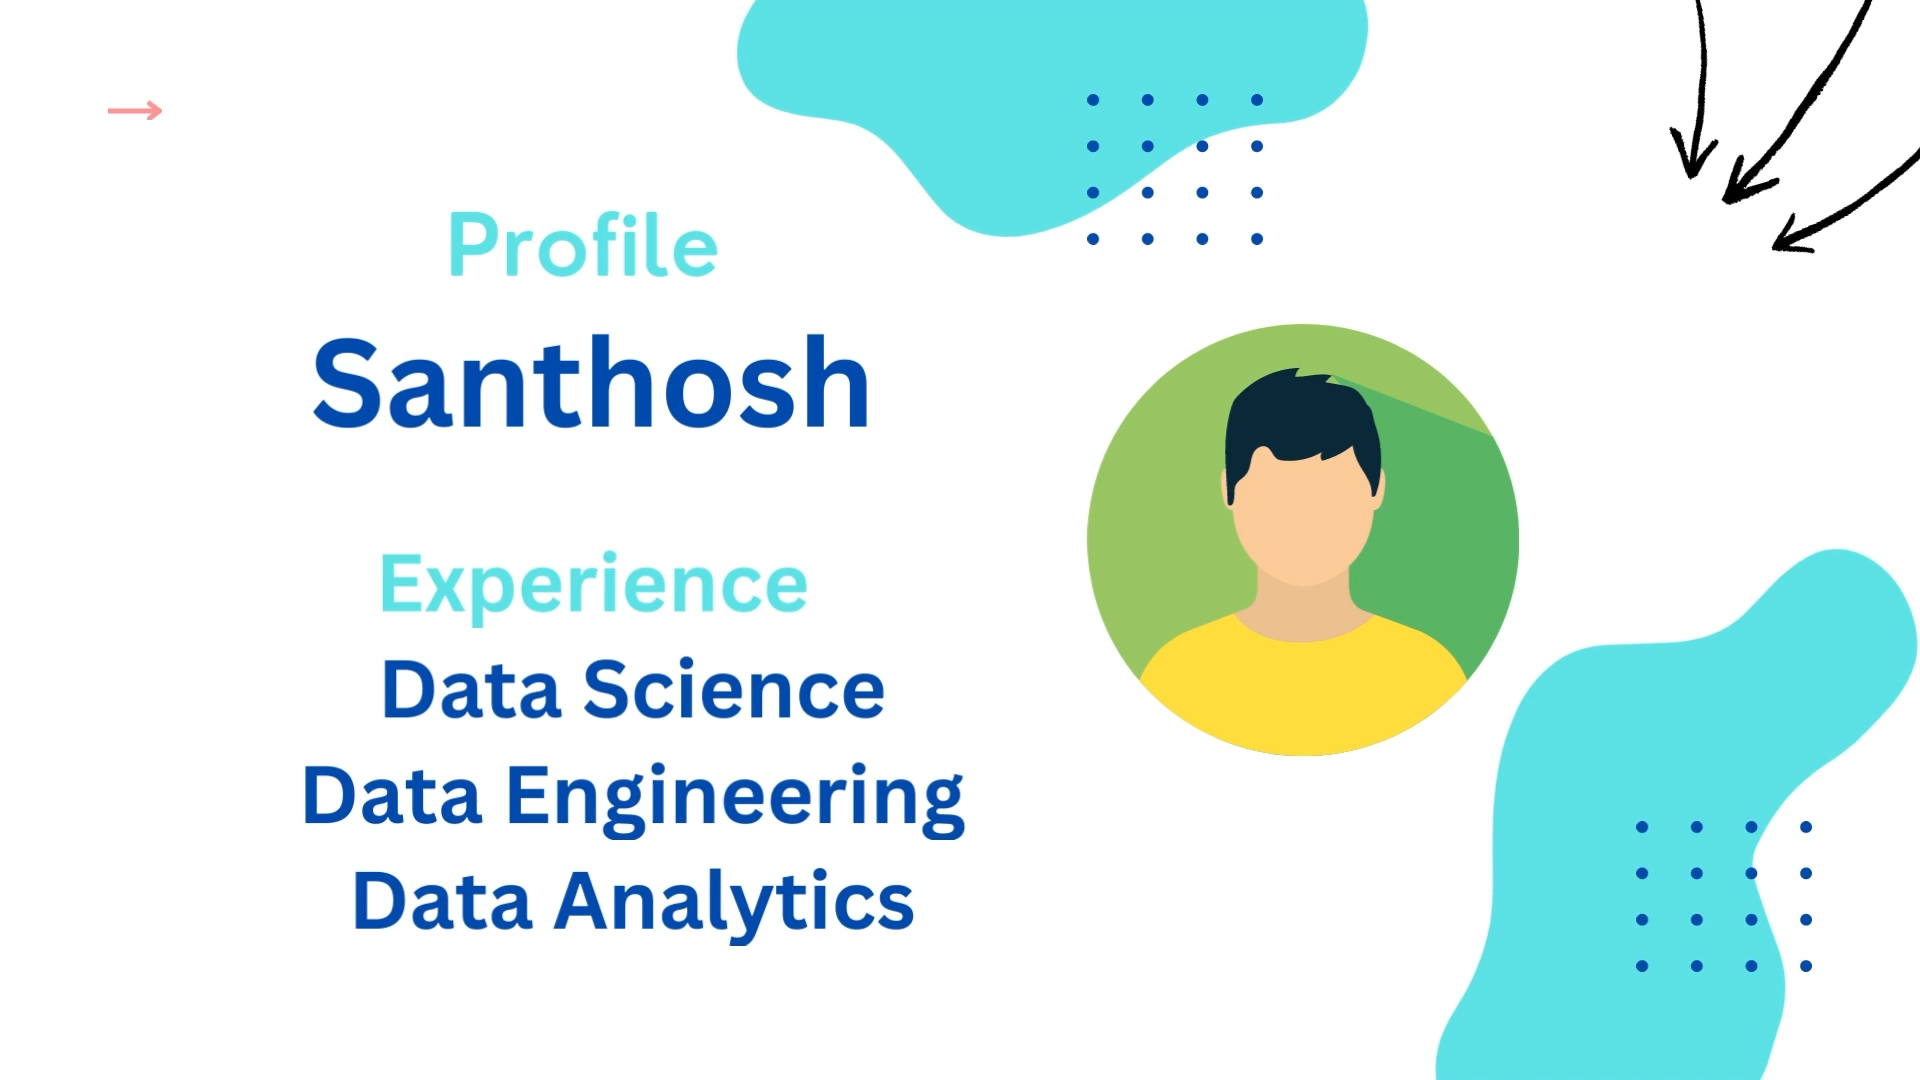 Profile
Santhosh
Experience
Data Science
Data Engineering
Data Analytics